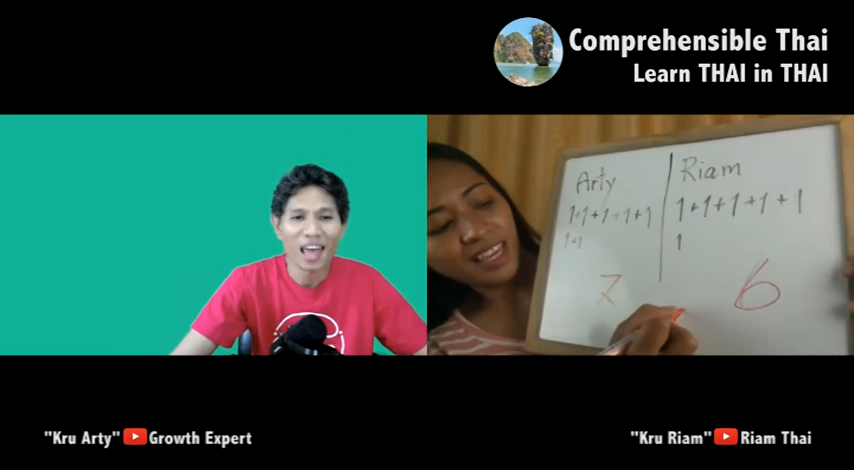 Comprehensible Thai
Learn THAI in THAI
Arty
Riam
1+1+1+1+1
1+1
1+1+1+1+1
1
7
6
"Kru Arty" Growth Expert
"Kru Riam" Riam Thai